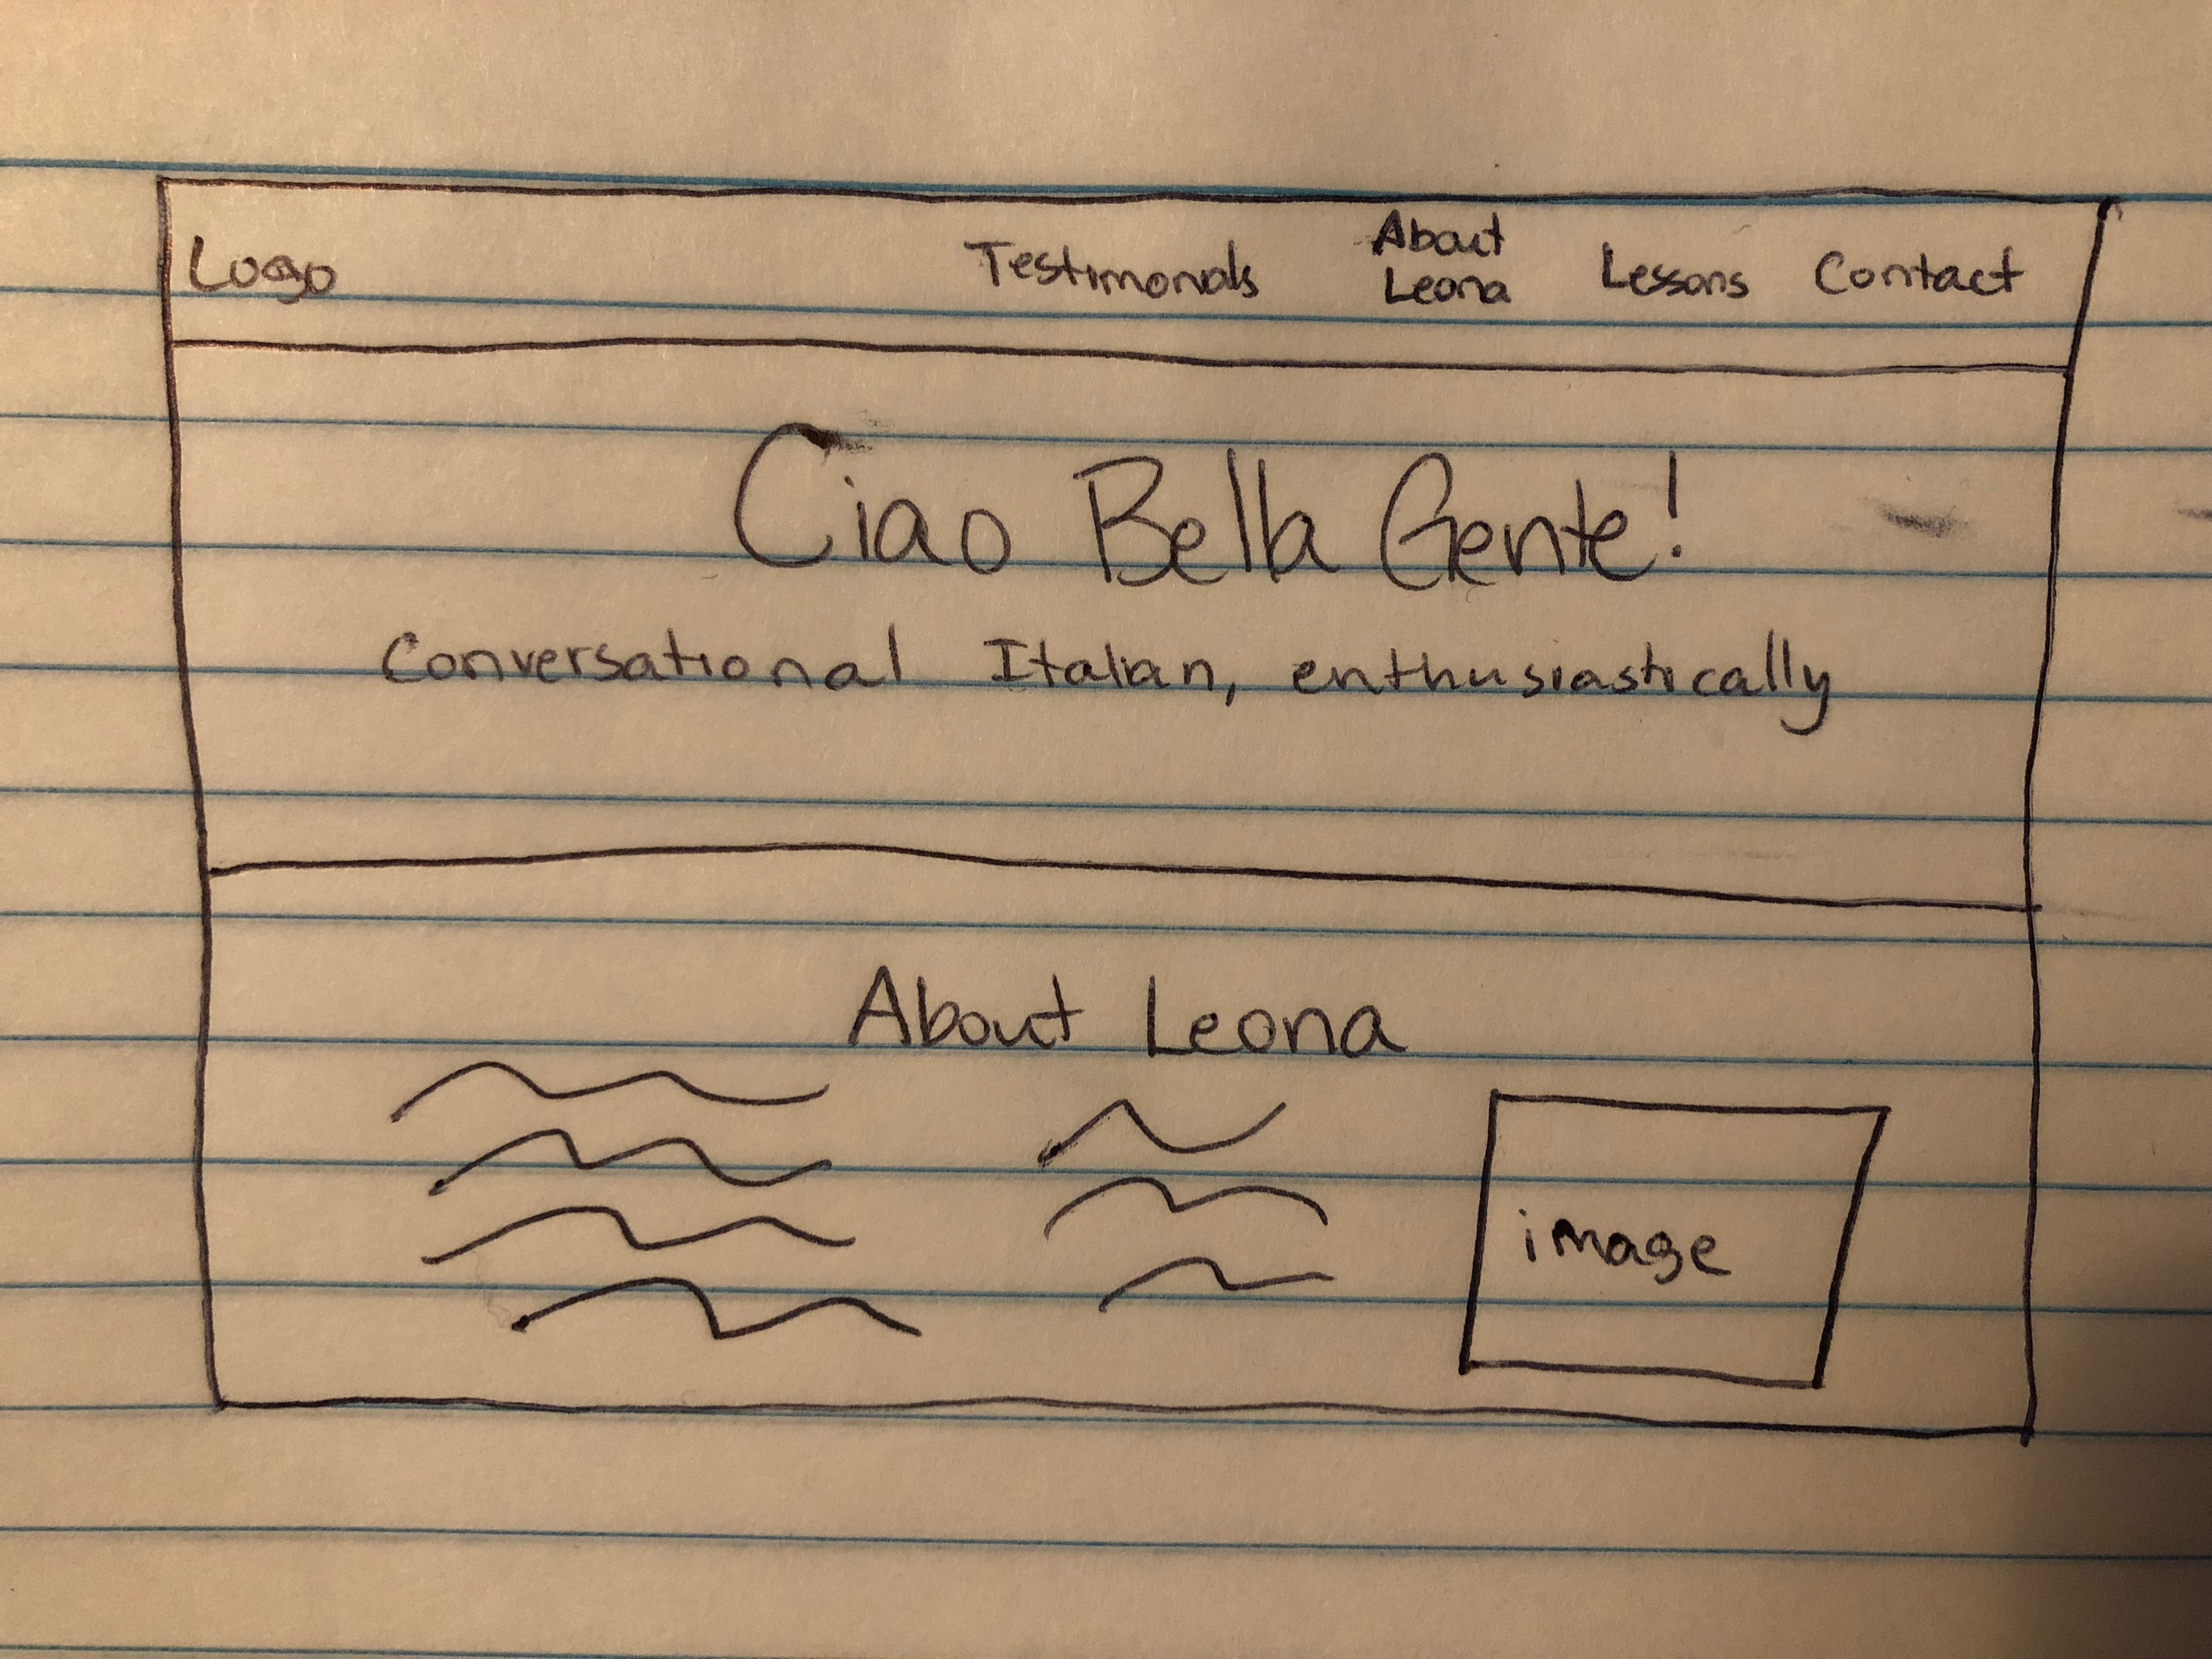 Logo
Testimonals
About
Leona
Lessons
Contact
Ciao Bella Gente!
Conversational Italian, enthusiastically
About Leona
image